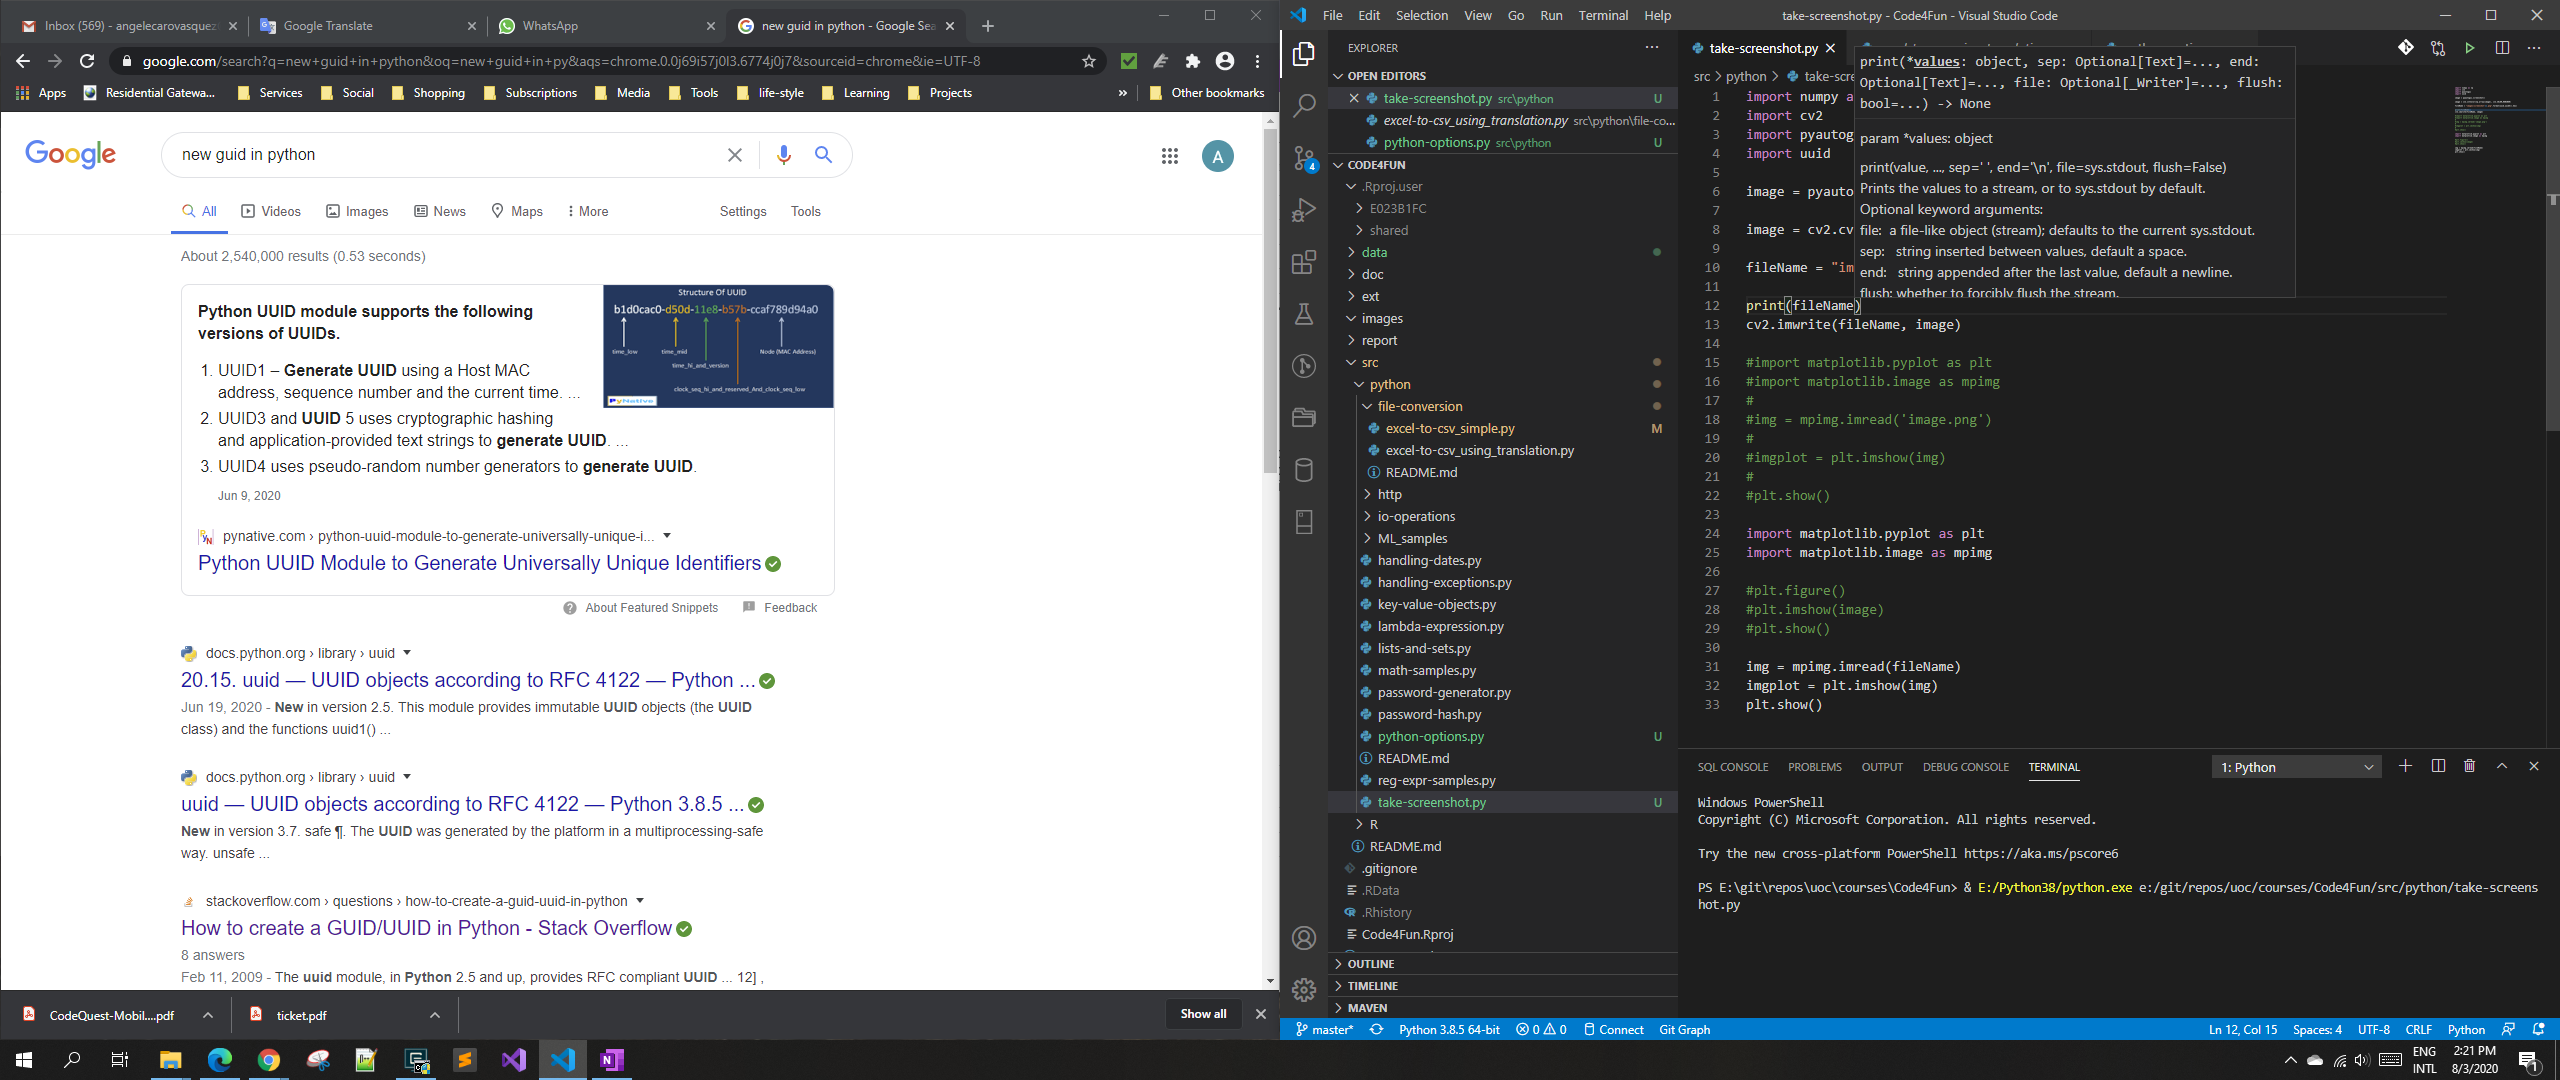 Inbox (569) - angelecarovasquez
Google Translate
WhatsApp
new guid in python - Google Sea
google.com/search?q=new+guid+in+python&oq=new+guid+in+py&aqs=chrome.0.0j69i57j0l3.6774j0j7&sourceid=chrome&ie=UTF-8
Apps
Residential Gatewa...
Services
Social
Shopping
Subscriptions
Media
Tools
life-style
Learning
Projects
»
Other bookmarks
Google
new guid in python
A
All
Videos
Images
News
Maps
More
Settings
Tools
About 2,540,000 results (0.53 seconds)
Python UUID module supports the following
versions of UUIDs.
1. UUID1 – Generate UUID using a Host MAC
address, sequence number and the current time. ...
2. UUID3 and UUID 5 uses cryptographic hashing
and application-provided text strings to generate UUID. ...
3. UUID4 uses pseudo-random number generators to generate UUID.
Jun 9, 2020
Structure Of UUID
b1d0cac0-d50d-11e8-b57b-ccaf789d94a0
time_low
time_mid
Node (MAC Address)
time_hi_and_version
clock_seq_hi_and_reserved_And_clock_seq_low
PyNative
pynative.com › python-uuid-module-to-generate-universally-unique-i...
Python UUID Module to Generate Universally Unique Identifiers
About Featured Snippets
Feedback
docs.python.org › library › uuid
20.15. uuid — UUID objects according to RFC 4122 — Python ...
Jun 19, 2020 - New in version 2.5. This module provides immutable UUID objects (the UUID
class) and the functions uuid1() ...
docs.python.org › library › uuid
uuid — UUID objects according to RFC 4122 — Python 3.8.5 ...
New in version 3.7. safe ¶. The UUID was generated by the platform in a multiprocessing-safe
way. unsafe ...
stackoverflow.com › questions › how-to-create-a-guid-uuid-in-python
How to create a GUID/UUID in Python - Stack Overflow
8 answers
Feb 11, 2009 - The uuid module, in Python 2.5 and up, provides RFC compliant UUID ... 12] ,
CodeQuest-Mobil....pdf
ticket.pdf
Show all
File Edit Selection View Go Run Terminal Help
take-screenshot.py - Code4Fun - Visual Studio Code
EXPLORER
OPEN EDITORS
take-screenshot.py src\python U
excel-to-csv_using_translation.py src\python\file-co...
python-options.py src\python U
4
CODE4FUN
.Rproj.user
E023B1FC
shared
data
doc
ext
images
report
src
python
file-conversion
excel-to-csv_simple.py M
excel-to-csv_using_translation.py
README.md
http
io-operations
ML_samples
handling-dates.py
handling-exceptions.py
key-value-objects.py
lambda-expression.py
lists-and-sets.py
math-samples.py
password-generator.py
password-hash.py
python-options.py U
README.md
reg-expr-samples.py
take-screenshot.py U
R
README.md
.gitignore
.RData
.Rhistory
Code4Fun.Rproj
OUTLINE
TIMELINE
MAVEN
take-screenshot.py
src > python > take-scre
print(*values: object, sep: Optional[Text]=..., end:
Optional[Text]=..., file: Optional[_Writer]=..., flush:
bool=...) -> None
param *values: object
print(value, ..., sep=' ', end='\n', file=sys.stdout, flush=False)
Prints the values to a stream, or to sys.stdout by default.
Optional keyword arguments:
file: a file-like object (stream); defaults to the current sys.stdout.
sep: string inserted between values, default a space.
end: string appended after the last value, default a newline.
flush: whether to forcibly flush the stream.
1 import numpy a
2 import cv2
3 import pyautog
4 import uuid
5
6 image = pyauto
7
8 image = cv2.cv
9
10 fileName = "im
11
12 print(fileName)
13 cv2.imwrite(fileName, image)
14
15 #import matplotlib.pyplot as plt
16 #import matplotlib.image as mpimg
17 #
18 #img = mpimg.imread('image.png')
19 #
20 #imgplot = plt.imshow(img)
21 #
22 #plt.show()
23
24 import matplotlib.pyplot as plt
25 import matplotlib.image as mpimg
26
27 #plt.figure()
28 #plt.imshow(image)
29 #plt.show()
30
31 img = mpimg.imread(fileName)
32 imgplot = plt.imshow(img)
33 plt.show()
SQL CONSOLE PROBLEMS OUTPUT DEBUG CONSOLE TERMINAL
1: Python
Windows PowerShell
Copyright (C) Microsoft Corporation. All rights reserved.
Try the new cross-platform PowerShell https://aka.ms/pscore6
PS E:\git\repos\uoc\courses\Code4Fun> & E:/Python38/python.exe e:/git/repos/uoc/courses/Code4Fun/src/python/take-screens
hot.py
master*
Python 3.8.5 64-bit
0 0
Connect
Git Graph
Ln 12, Col 15
Spaces: 4
UTF-8
CRLF
Python
ENG
INTL
2:21 PM
8/3/2020
1